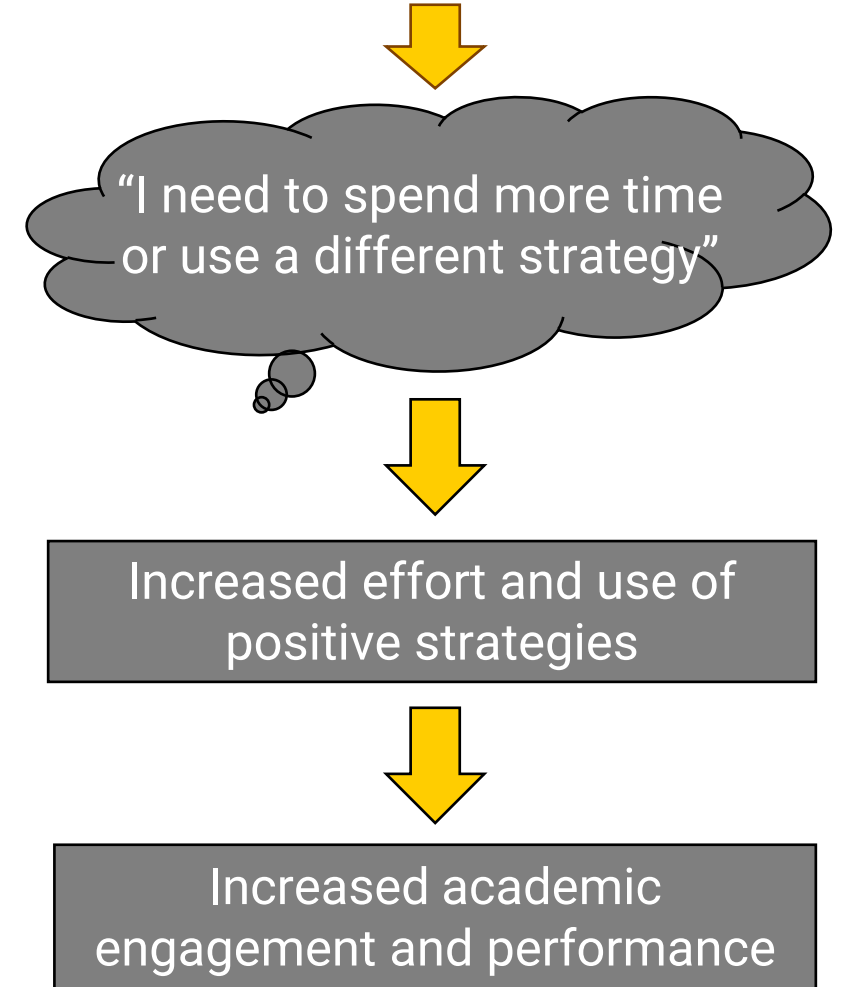 “I need to spend more time
or use a different strategy”
Increased effort and use of
positive strategies
Increased academic
engagement and performance